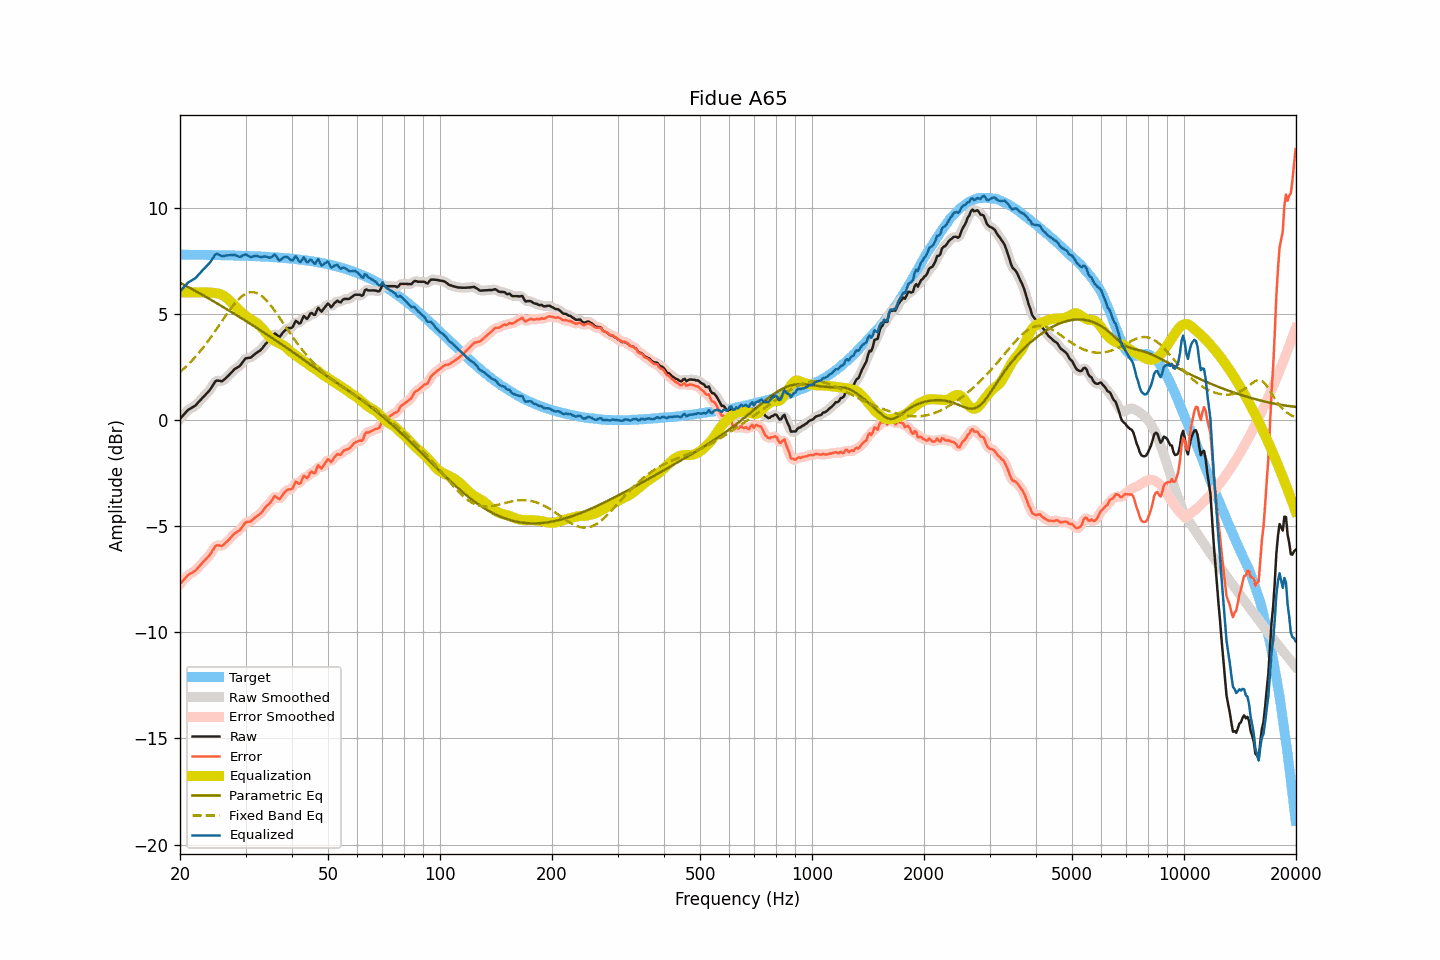 Fidue A65
Amplitude (dBr)
10
5
0
−5
−10
−15
−20
Target
Raw Smoothed
Error Smoothed
Raw
Error
Equalization
Parametric Eq
Fixed Band Eq
Equalized
20 50 100 200 500 1000 2000 5000 10000 20000
Frequency (Hz)